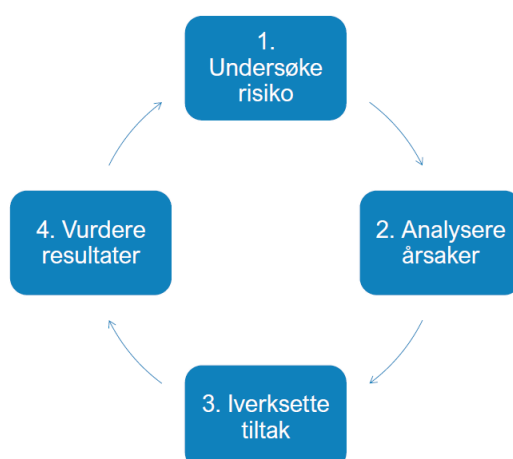 1.
Undersøke
risiko
2. Analysere
årsaker
3. Iverksette
tiltak
4. Vurdere
resultater